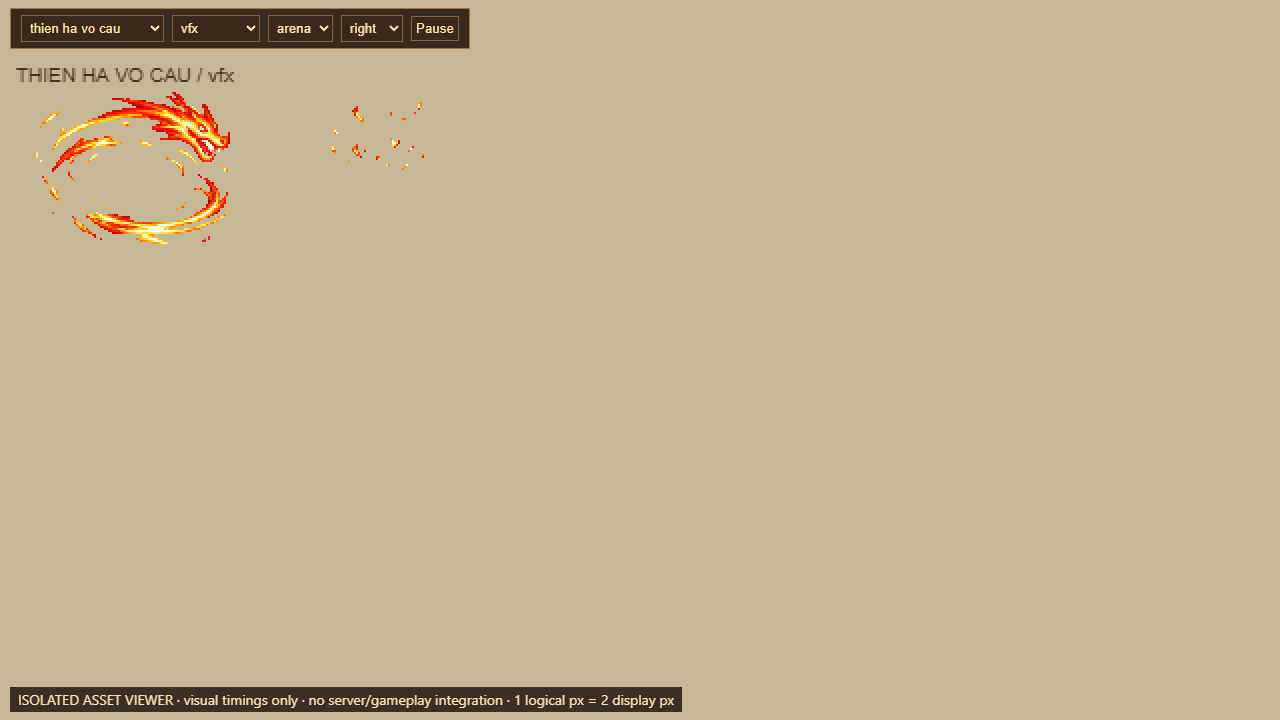 thien ha vo cau vfx arena right Pause
THIEN HA VO CAU / vfx
ISOLATED ASSET VIEWER · visual timings only · no server/gameplay integration · 1 logical px = 2 display px